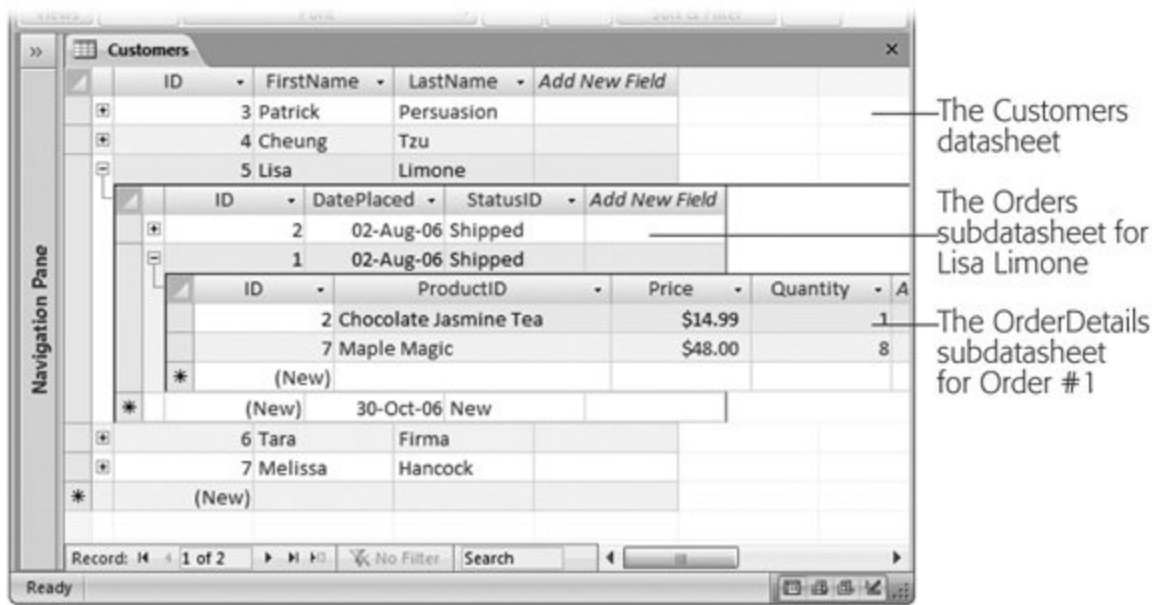 Views Font Sort & Filter
» Customers ×
ID FirstName LastName Add New Field
3 Patrick Persuasion
4 Cheung Tzu
5 Lisa Limone
ID DatePlaced StatusID Add New Field
2 02-Aug-06 Shipped
1 02-Aug-06 Shipped
ID ProductID Price Quantity A
2 Chocolate Jasmine Tea $14.99 1
7 Maple Magic $48.00 8
* (New)
* (New) 30-Oct-06 New
6 Tara Firma
7 Melissa Hancock
* (New)
Navigation Pane
Record: 1 of 2 No Filter Search
Ready
The Customers
datasheet
The Orders
subdatasheet for
Lisa Limone
The OrderDetails
subdatasheet
for Order #1